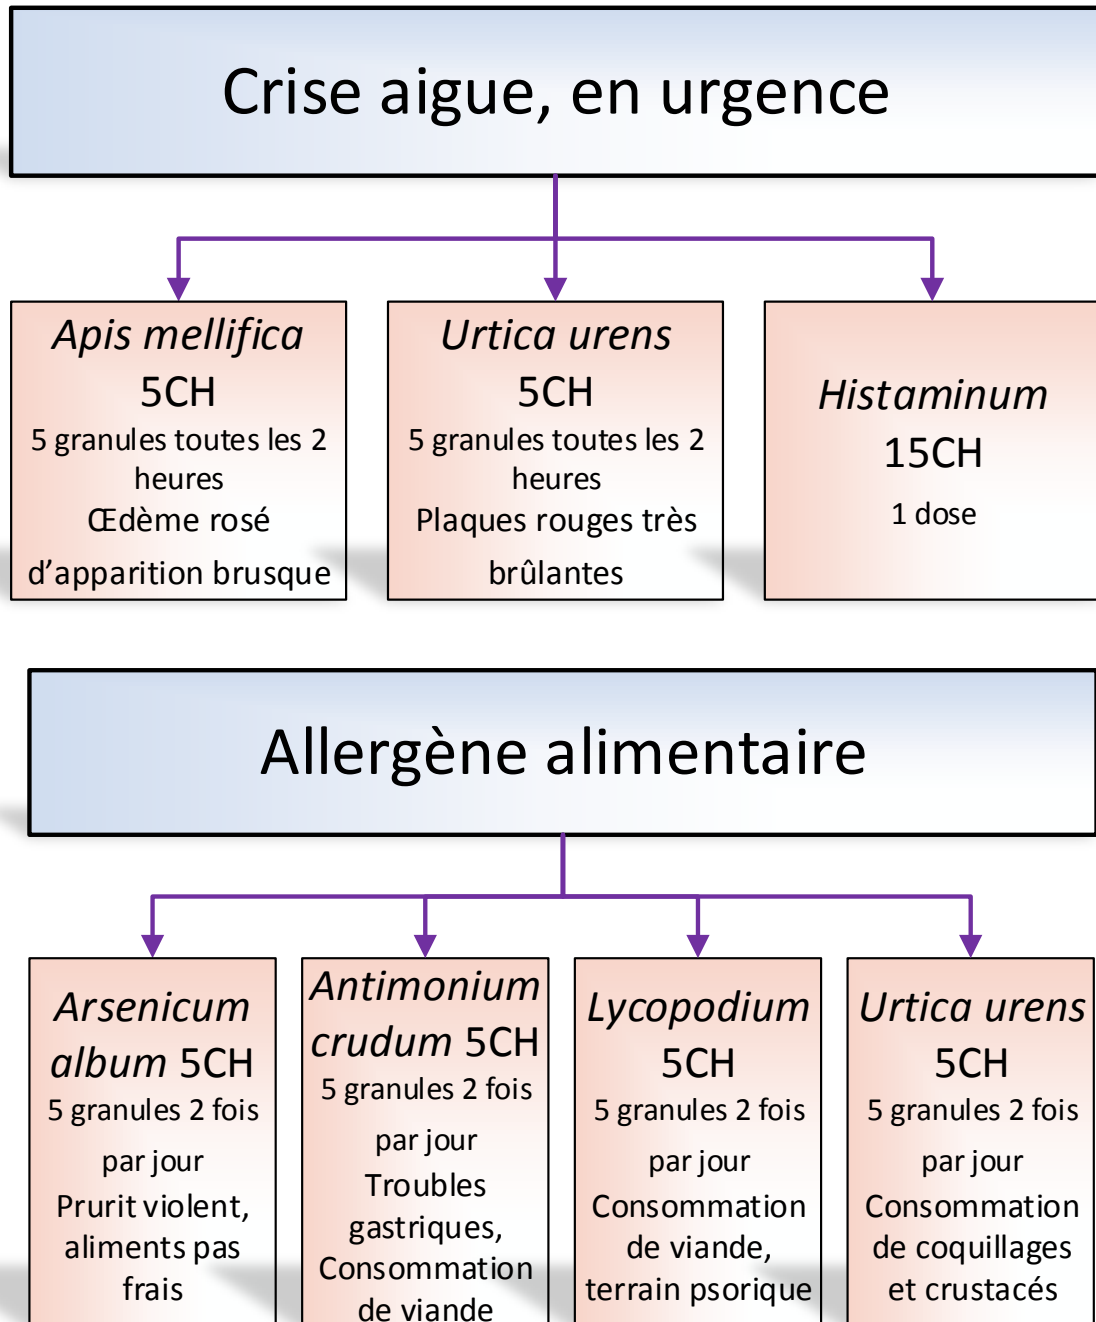 Crise aigue, en urgence
Apis mellifica
5CH
5 granules toutes les 2
heures
Œdème rosé
d'apparition brusque
Urtica urens
5CH
5 granules toutes les 2
heures
Plaques rouges très
brûlantes
Histaminum
15CH
1 dose
Allergène alimentaire
Arsenicum
album 5CH
5 granules 2 fois
par jour
Prurit violent,
aliments pas
frais
Antimonium
crudum 5CH
5 granules 2 fois
par jour
Troubles
gastriques,
Consommation
de viande
Lycopodium
5CH
5 granules 2 fois
par jour
Consommation
de viande,
terrain psorique
Urtica urens
5CH
5 granules 2 fois
par jour
Consommation
de coquillages
et crustacés